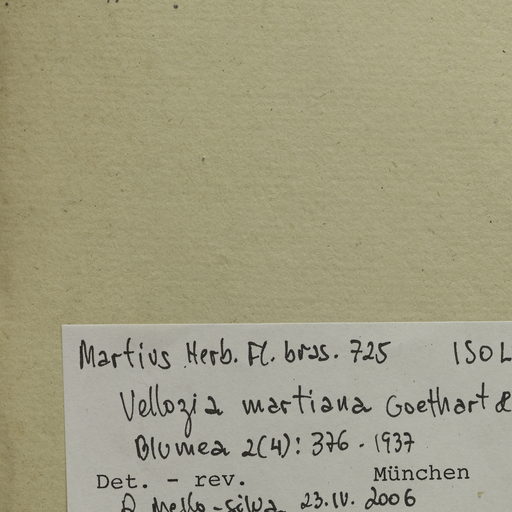 Martius Herb. Fl. bras. 725 ISOL
Vellozia martiana Goethart &
Blumea 2(4): 376 - 1937
Det. - rev. München
R. Mello-Silva 23.IV.2006